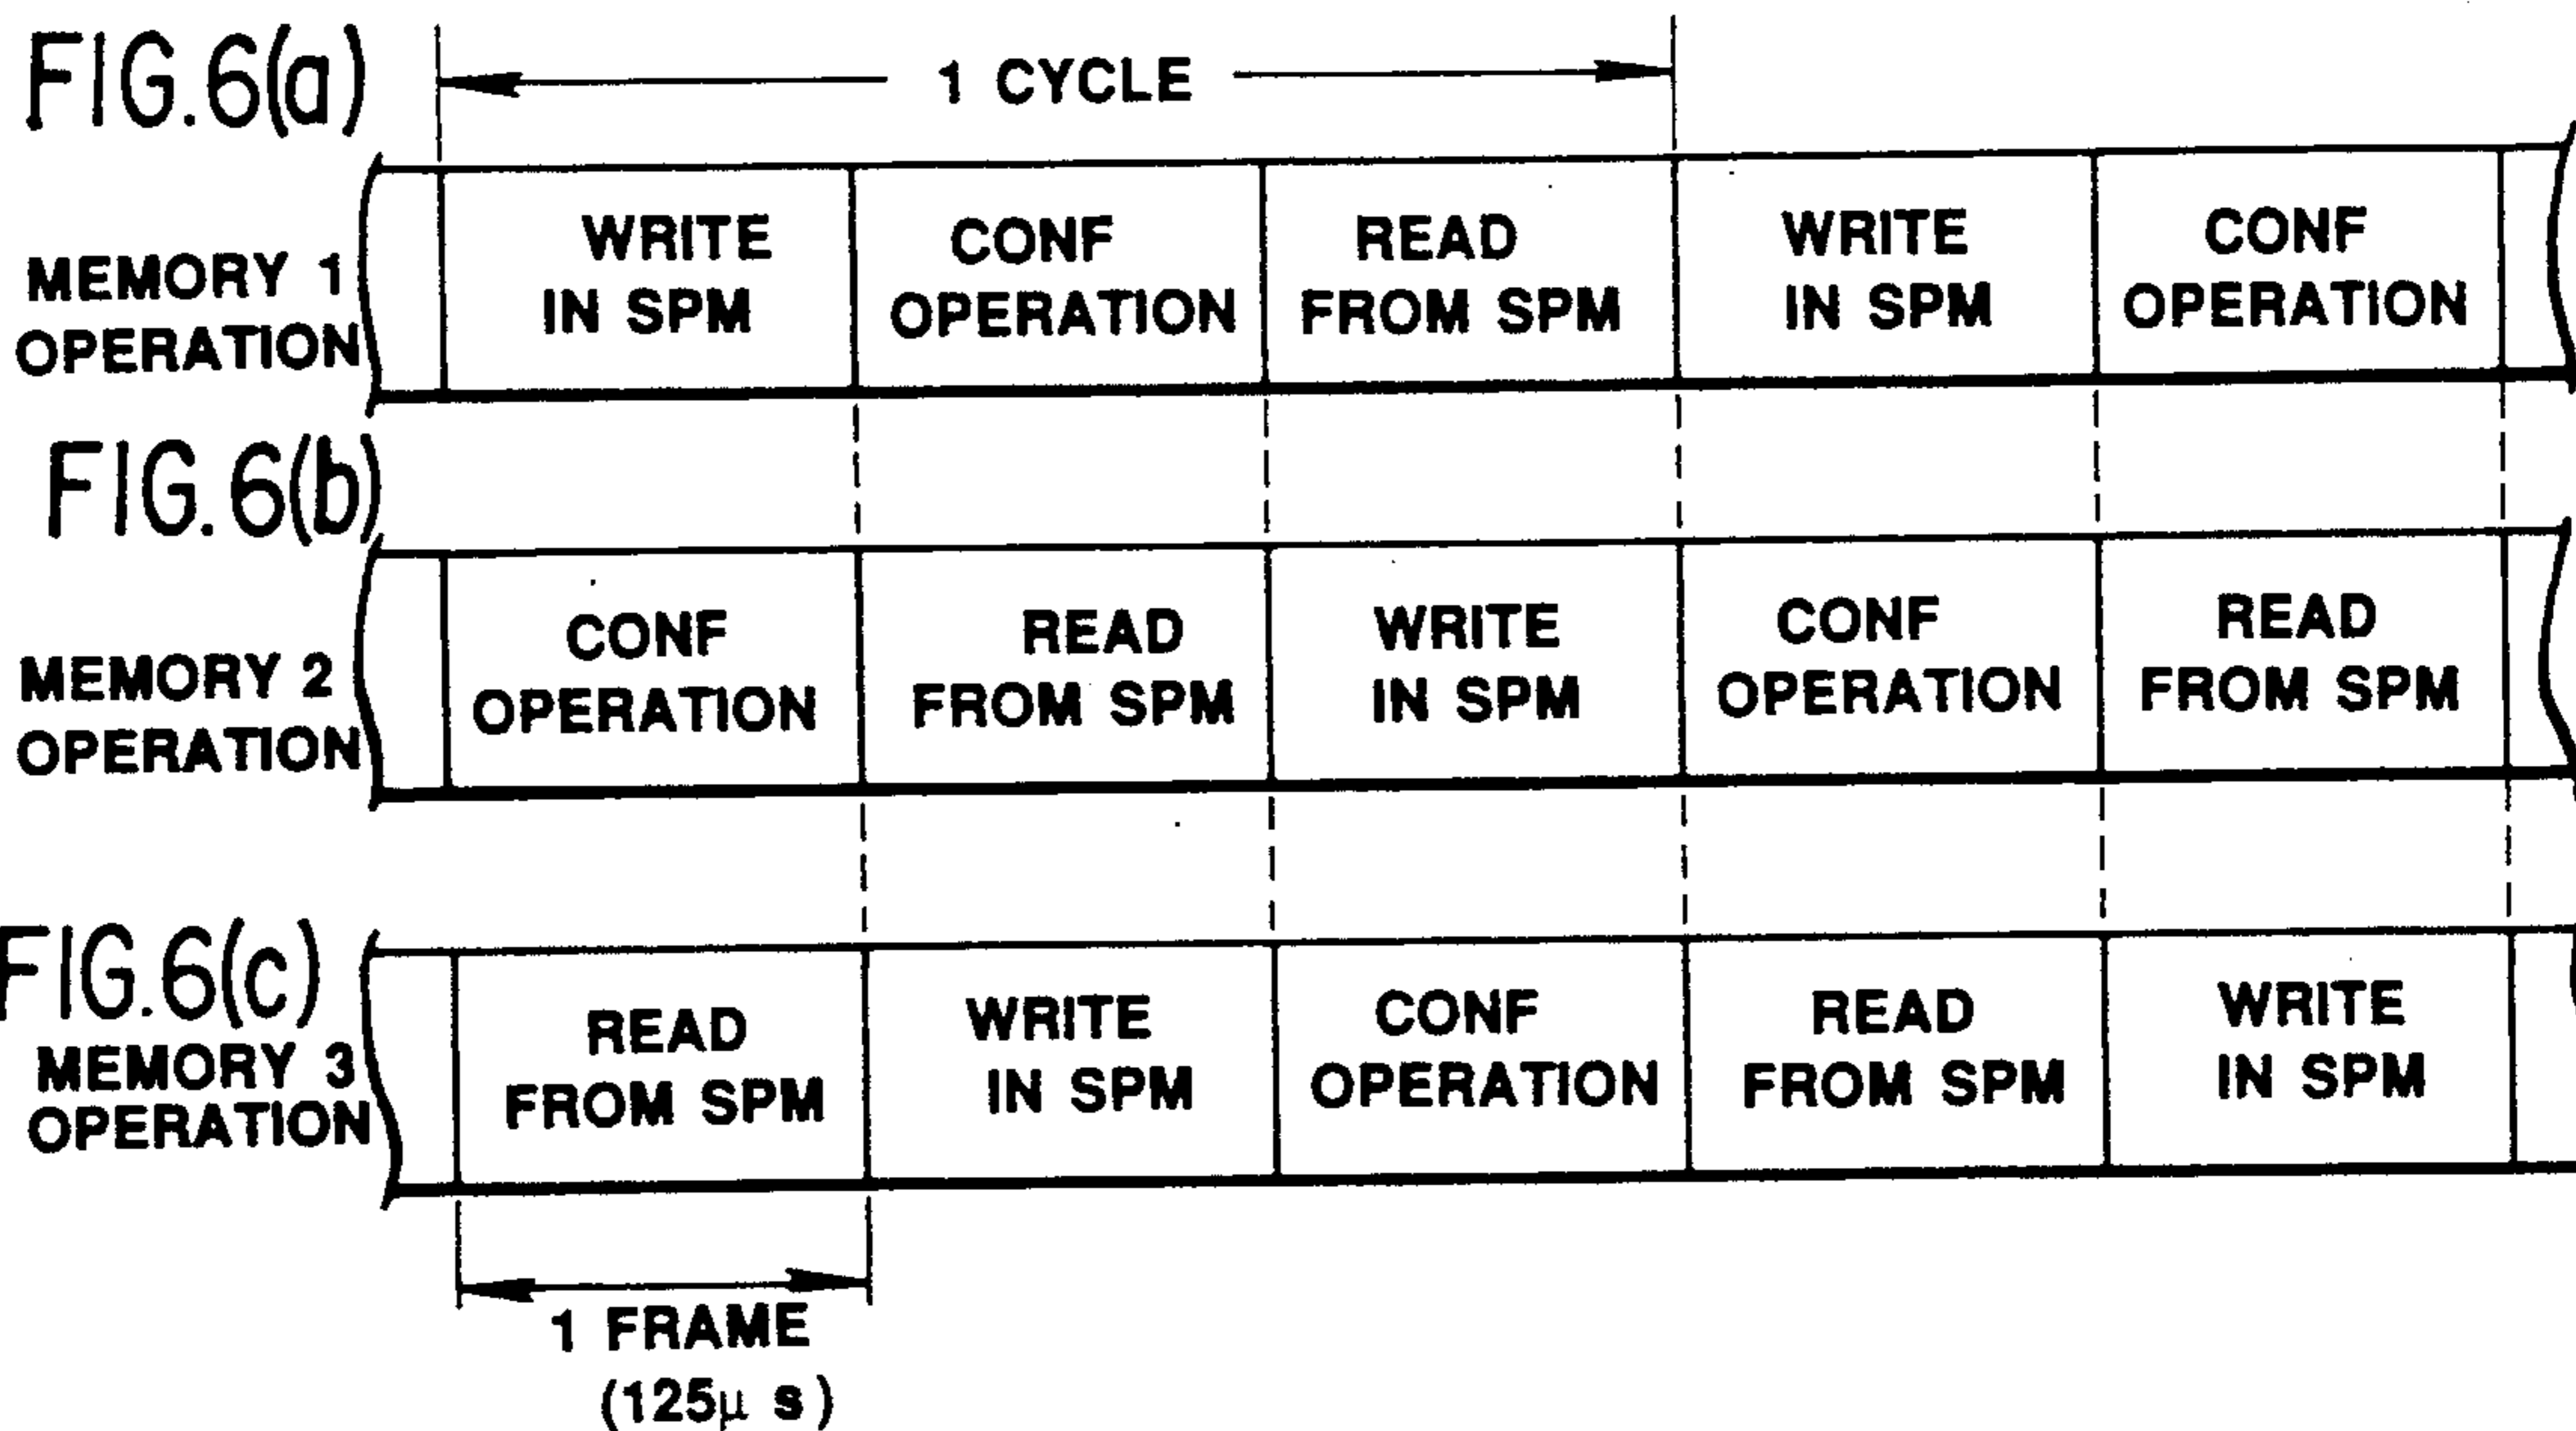 FIG.6(a)
1 CYCLE
MEMORY 1
OPERATION
WRITE
IN SPM
CONF
OPERATION
READ
FROM SPM
WRITE
IN SPM
CONF
OPERATION
FIG.6(b)
MEMORY 2
OPERATION
CONF
OPERATION
READ
FROM SPM
WRITE
IN SPM
CONF
OPERATION
READ
FROM SPM
FIG.6(c)
MEMORY 3
OPERATION
READ
FROM SPM
WRITE
IN SPM
CONF
OPERATION
READ
FROM SPM
WRITE
IN SPM
1 FRAME
(125μ s)